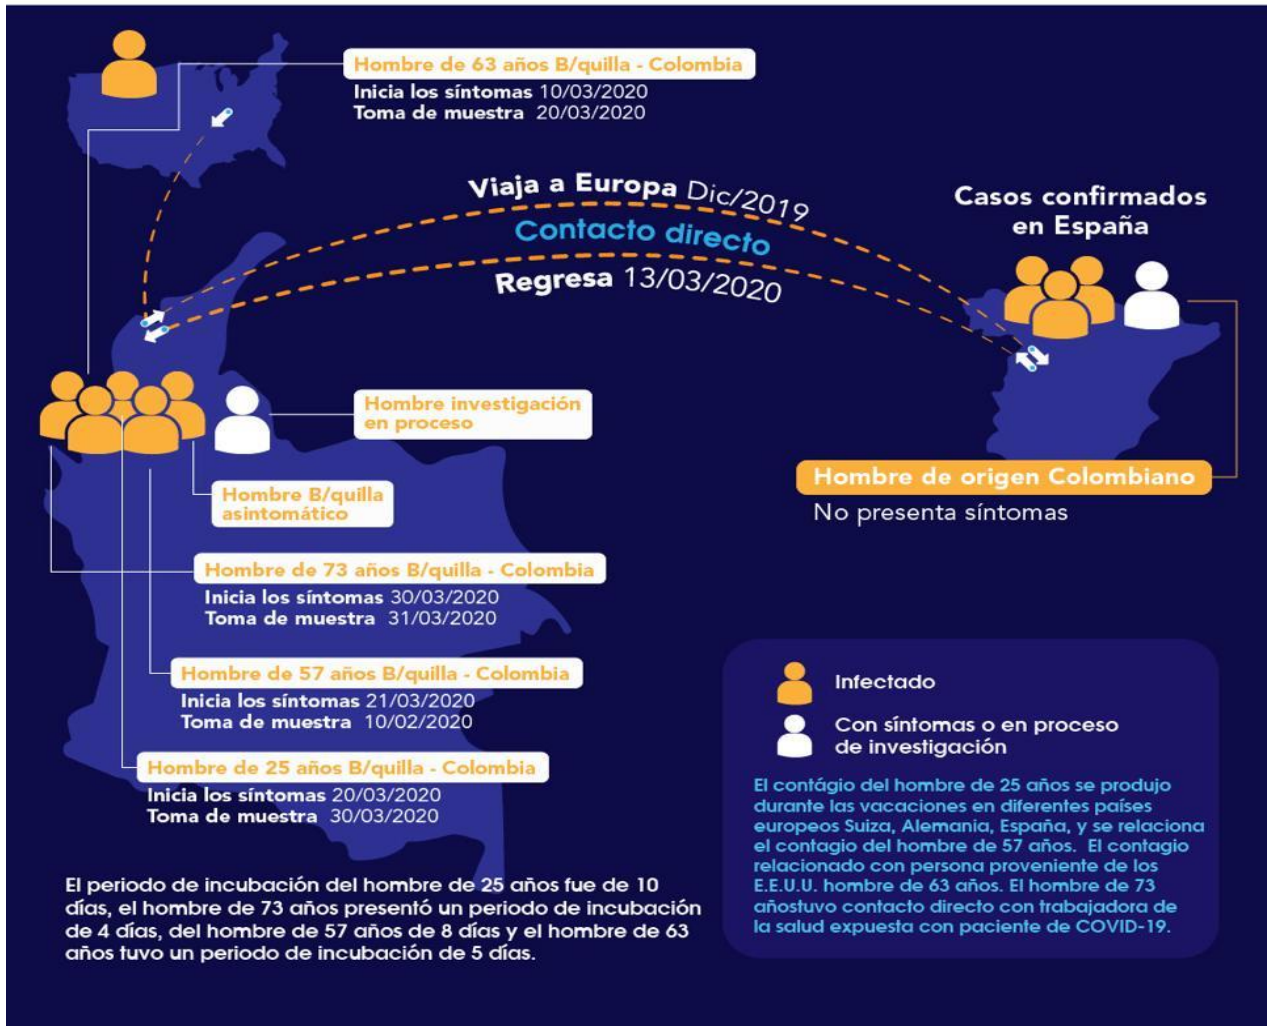 Hombre de 63 años B/quilla - Colombia
Inicia los síntomas 10/03/2020
Toma de muestra 20/03/2020
Viaja a Europa Dic/2019
Contacto directo
Regresa 13/03/2020
Casos confirmados
en España
Hombre investigación
en proceso
Hombre B/quilla
asintomático
Hombre de origen Colombiano
No presenta síntomas
Hombre de 73 años B/quilla - Colombia
Inicia los síntomas 30/03/2020
Toma de muestra 31/03/2020
Hombre de 57 años B/quilla - Colombia
Inicia los síntomas 21/03/2020
Toma de muestra 10/02/2020
Hombre de 25 años B/quilla - Colombia
Inicia los síntomas 20/03/2020
Toma de muestra 30/03/2020
El periodo de incubación del hombre de 25 años fue de 10
días, el hombre de 73 años presentó un periodo de incubación
de 4 días, del hombre de 57 años de 8 días y el hombre de 63
años tuvo un periodo de incubación de 5 días.
Infectado
Con síntomas o en proceso
de investigación
El contágio del hombre de 25 años se produjo
durante las vacaciones en diferentes países
europeos Suiza, Alemania, España, y se relaciona
el contagio del hombre de 57 años. El contagio
relacionado con persona proveniente de los
E.E.U.U. hombre de 63 años. El hombre de 73
añostuvo contacto directo con trabajadora de
la salud expuesta con paciente de COVID-19.